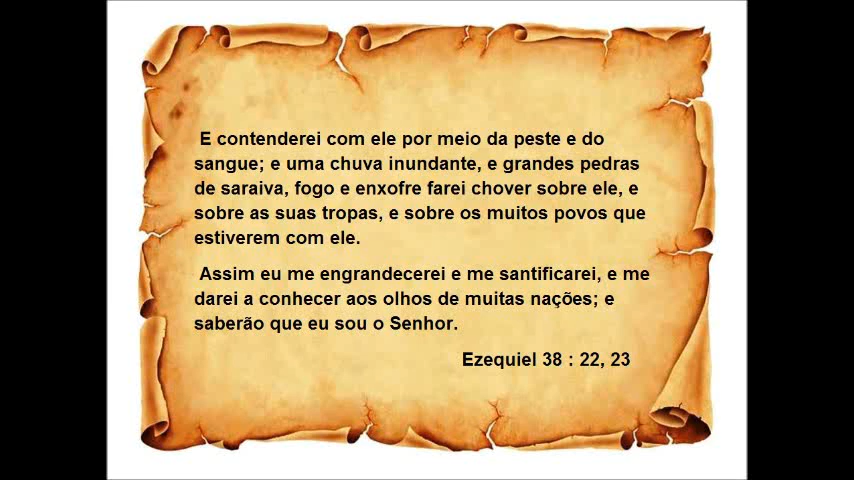 E contenderei com ele por meio da peste e do
sangue; e uma chuva inundante, e grandes pedras
de saraiva, fogo e enxofre farei chover sobre ele, e
sobre as suas tropas, e sobre os muitos povos que
estiverem com ele.
Assim eu me engrandecerei e me santificarei, e me
darei a conhecer aos olhos de muitas nações; e
saberão que eu sou o Senhor.
Ezequiel 38 : 22, 23